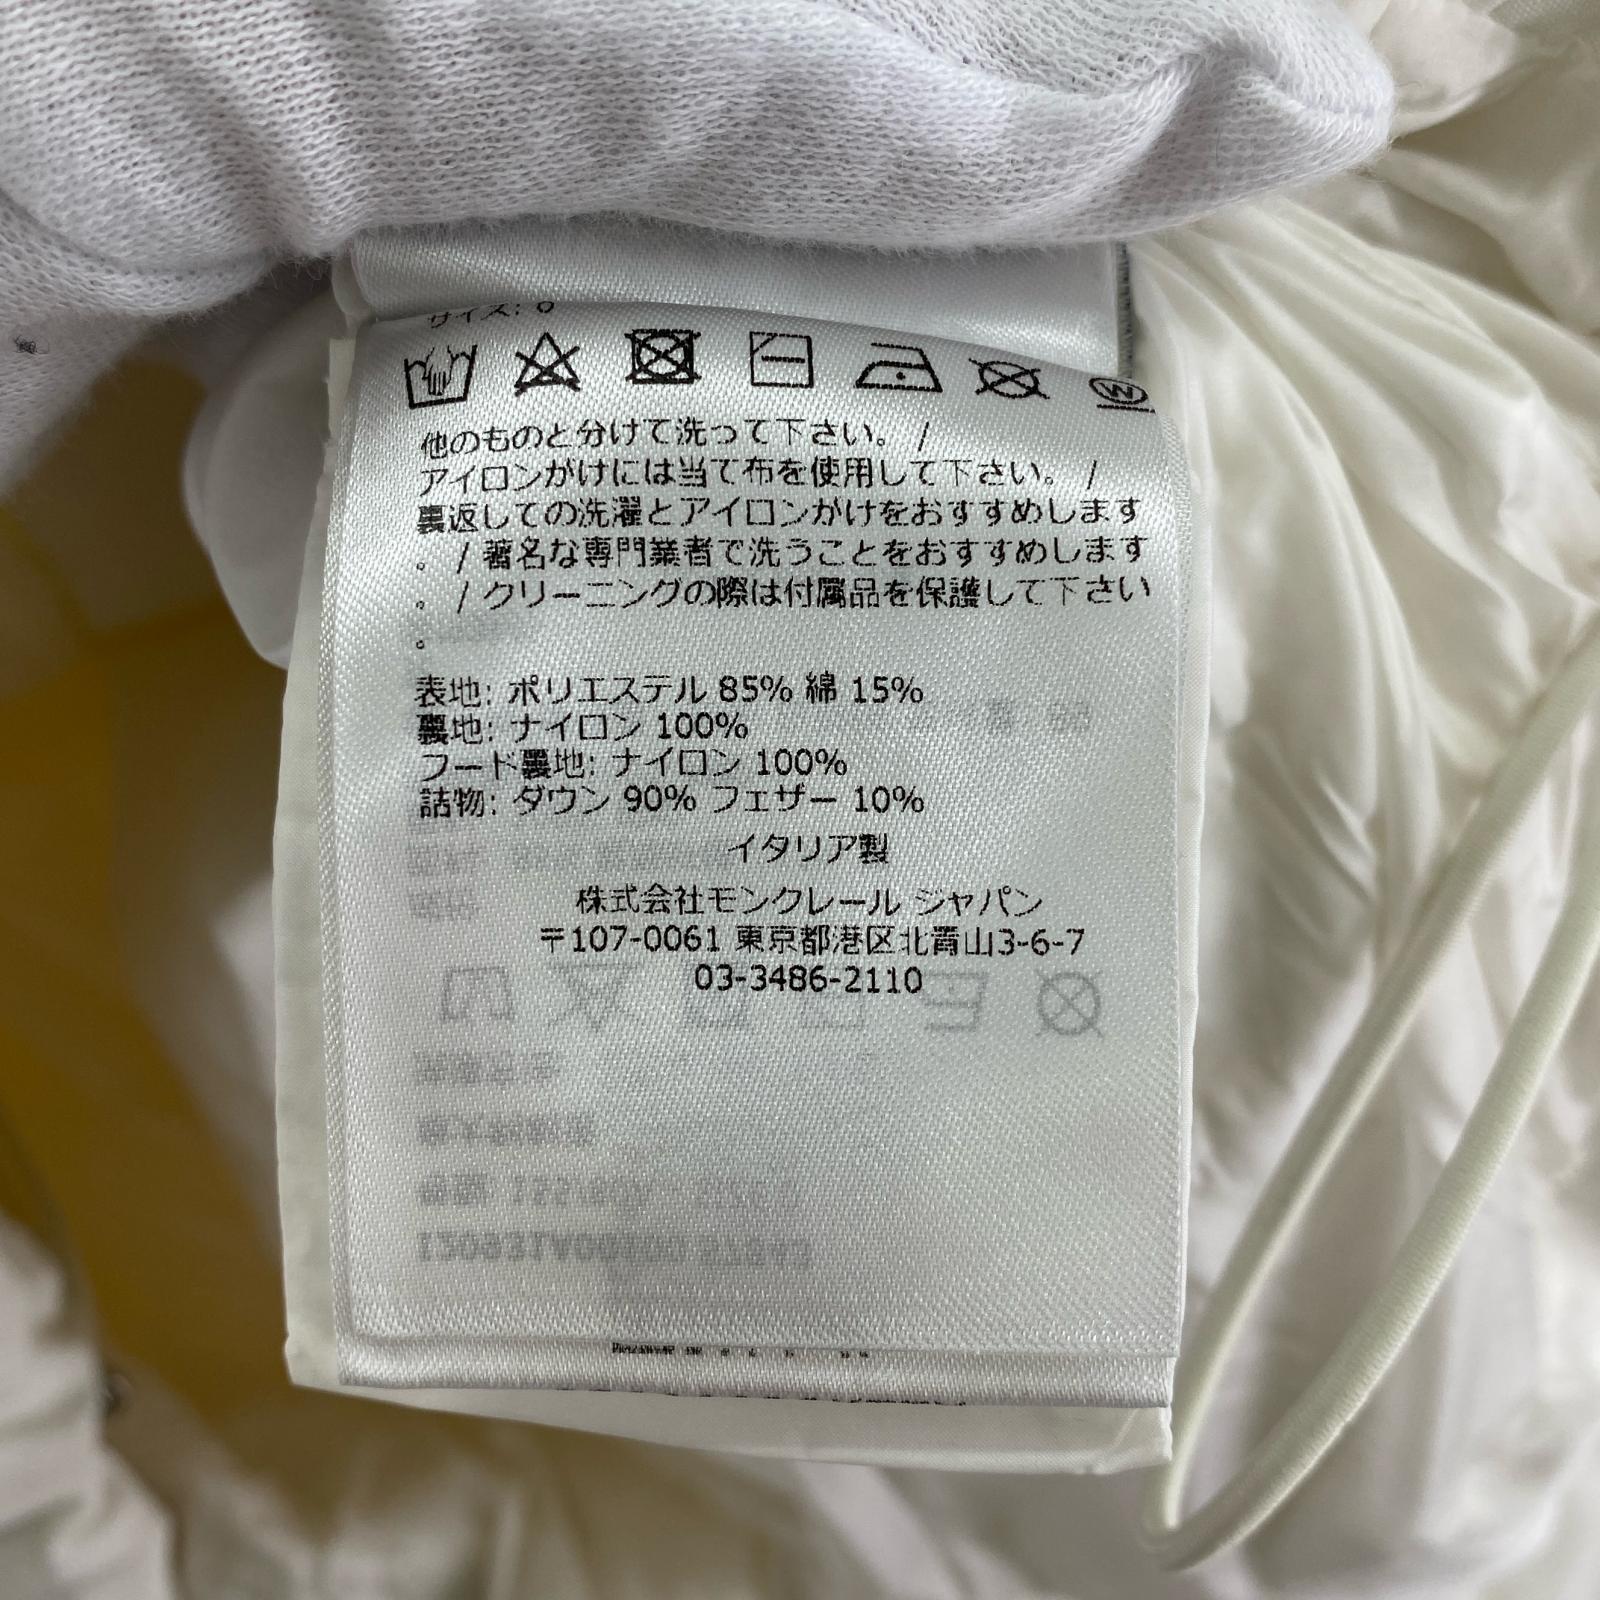 サイズ: 0
W
他のものと分けて洗って下さい。 /
アイロンがけには当て布を使用して下さい。 /
裏返しての洗濯とアイロンがけをおすすめします
。 / 著名な専門業者で洗うことをおすすめします
。 / クリーニングの際は付属品を保護して下さい
。
表地: ポリエステル 85% 綿 15%
裏地: ナイロン 100%
フード裏地: ナイロン 100%
詰物: ダウン 90% フェザー 10%
イタリア製
株式会社モンクレール ジャパン
〒107-0061 東京都港区北青山3-6-7
03-3486-2110